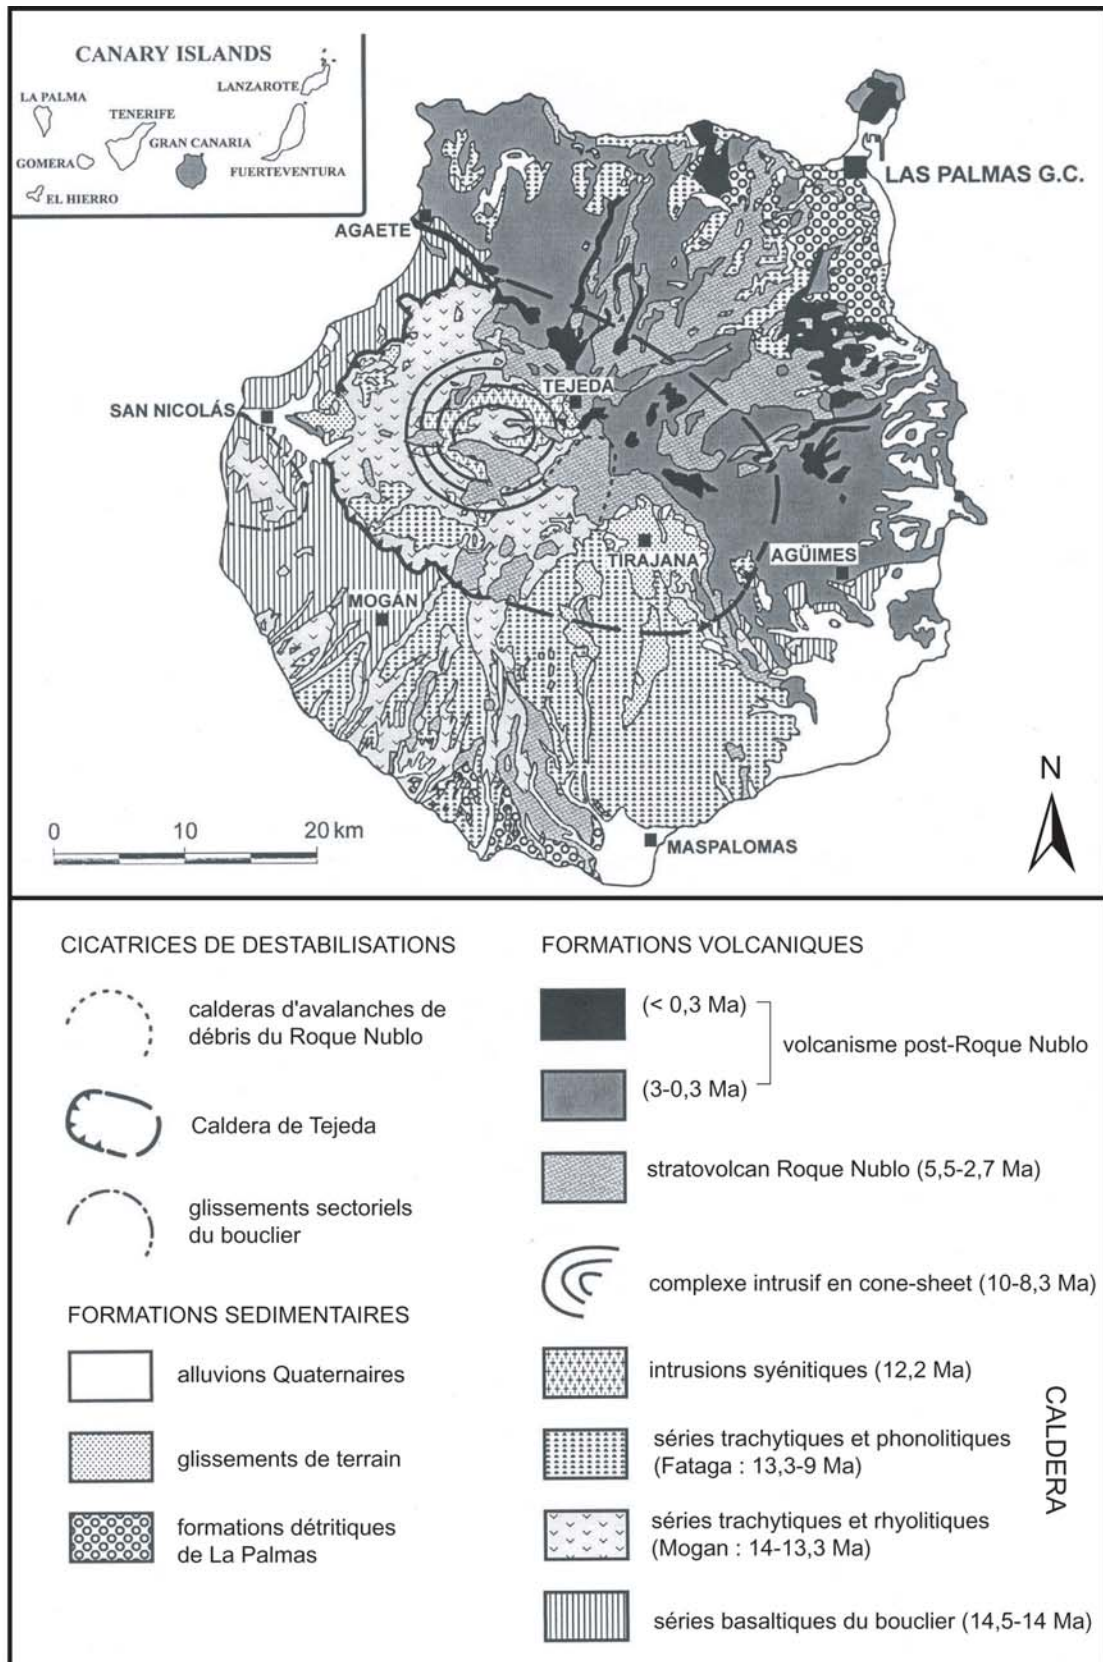 CANARY ISLANDS
LANZAROTE
LA PALMA
TENERIFE
GRAN CANARIA
GOMERA
FUERTEVENTURA
EL HIERRO
LAS PALMAS G.C.
AGAETE
TEJEDA
SAN NICOLÁS
TIRAJANA
AGÜIMES
MOGÁN
N
0 10 20 km
MASPALOMAS
CICATRICES DE DESTABILISATIONS
calderas d'avalanches de
débris du Roque Nublo
Caldera de Tejeda
glissements sectoriels
du bouclier
FORMATIONS SEDIMENTAIRES
alluvions Quaternaires
glissements de terrain
formations détritiques
de La Palmas
FORMATIONS VOLCANIQUES
(< 0,3 Ma)
volcanisme post-Roque Nublo
(3-0,3 Ma)
stratovolcan Roque Nublo (5,5-2,7 Ma)
complexe intrusif en cone-sheet (10-8,3 Ma)
intrusions syénitiques (12,2 Ma)
séries trachytiques et phonolitiques
(Fataga : 13,3-9 Ma)
séries trachytiques et rhyolitiques
(Mogan : 14-13,3 Ma)
séries basaltiques du bouclier (14,5-14 Ma)
CALDERA